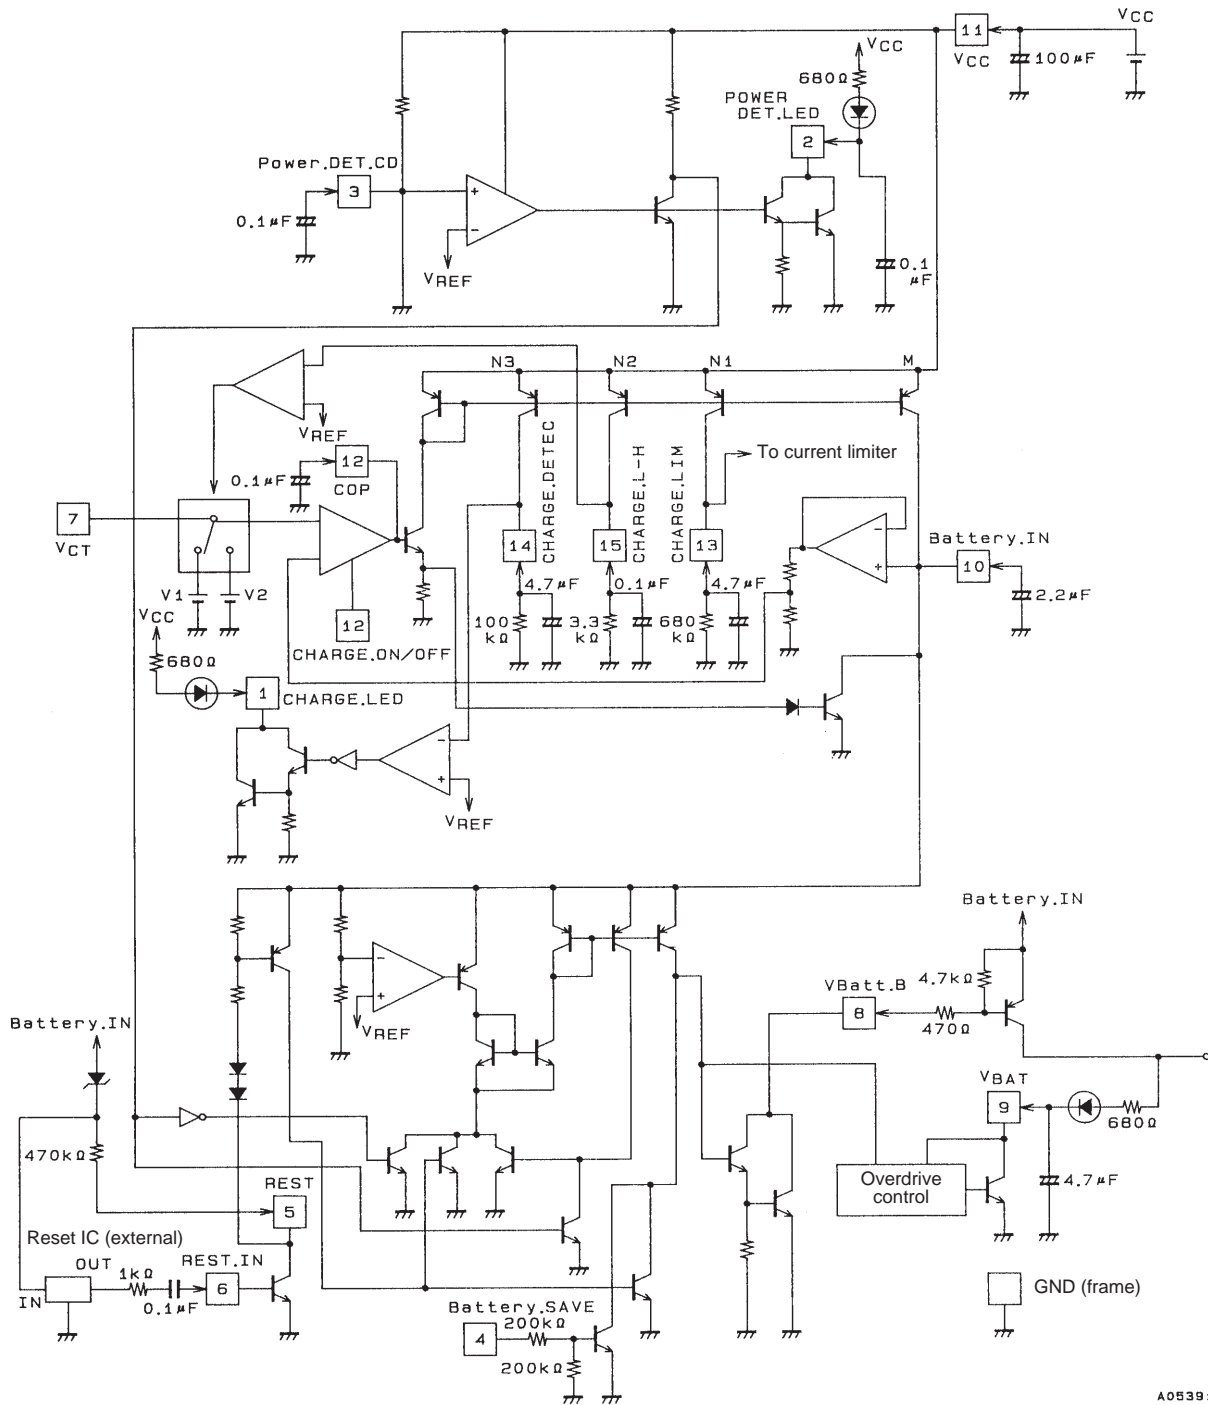 VCC
11
VCC
100µF
VCC
680Ω
POWER
DET.LED
2
Power.DET.CD
3
0.1µF
VREF
0.1
µF
N3
N2
N1
M
VREF
12
COP
0.1µF
CHARGE.DETEC
CHARGE.L-H
CHARGE.LIM
To current limiter
7
VCT
14
15
13
Battery.IN
10
2.2µF
4.7µF
0.1µF
4.7µF
V1
V2
100
kΩ
3.3
kΩ
680
kΩ
VCC
12
CHARGE.ON/OFF
680Ω
1
CHARGE.LED
VREF
Battery.IN
4.7kΩ
VBatt.B
8
470Ω
VREF
Battery.IN
VBAT
9
680Ω
470kΩ
Overdrive
control
4.7µF
REST
5
Reset IC (external)
OUT
REST.IN
1kΩ
6
IN
0.1µF
GND (frame)
Battery.SAVE
200kΩ
4
200kΩ